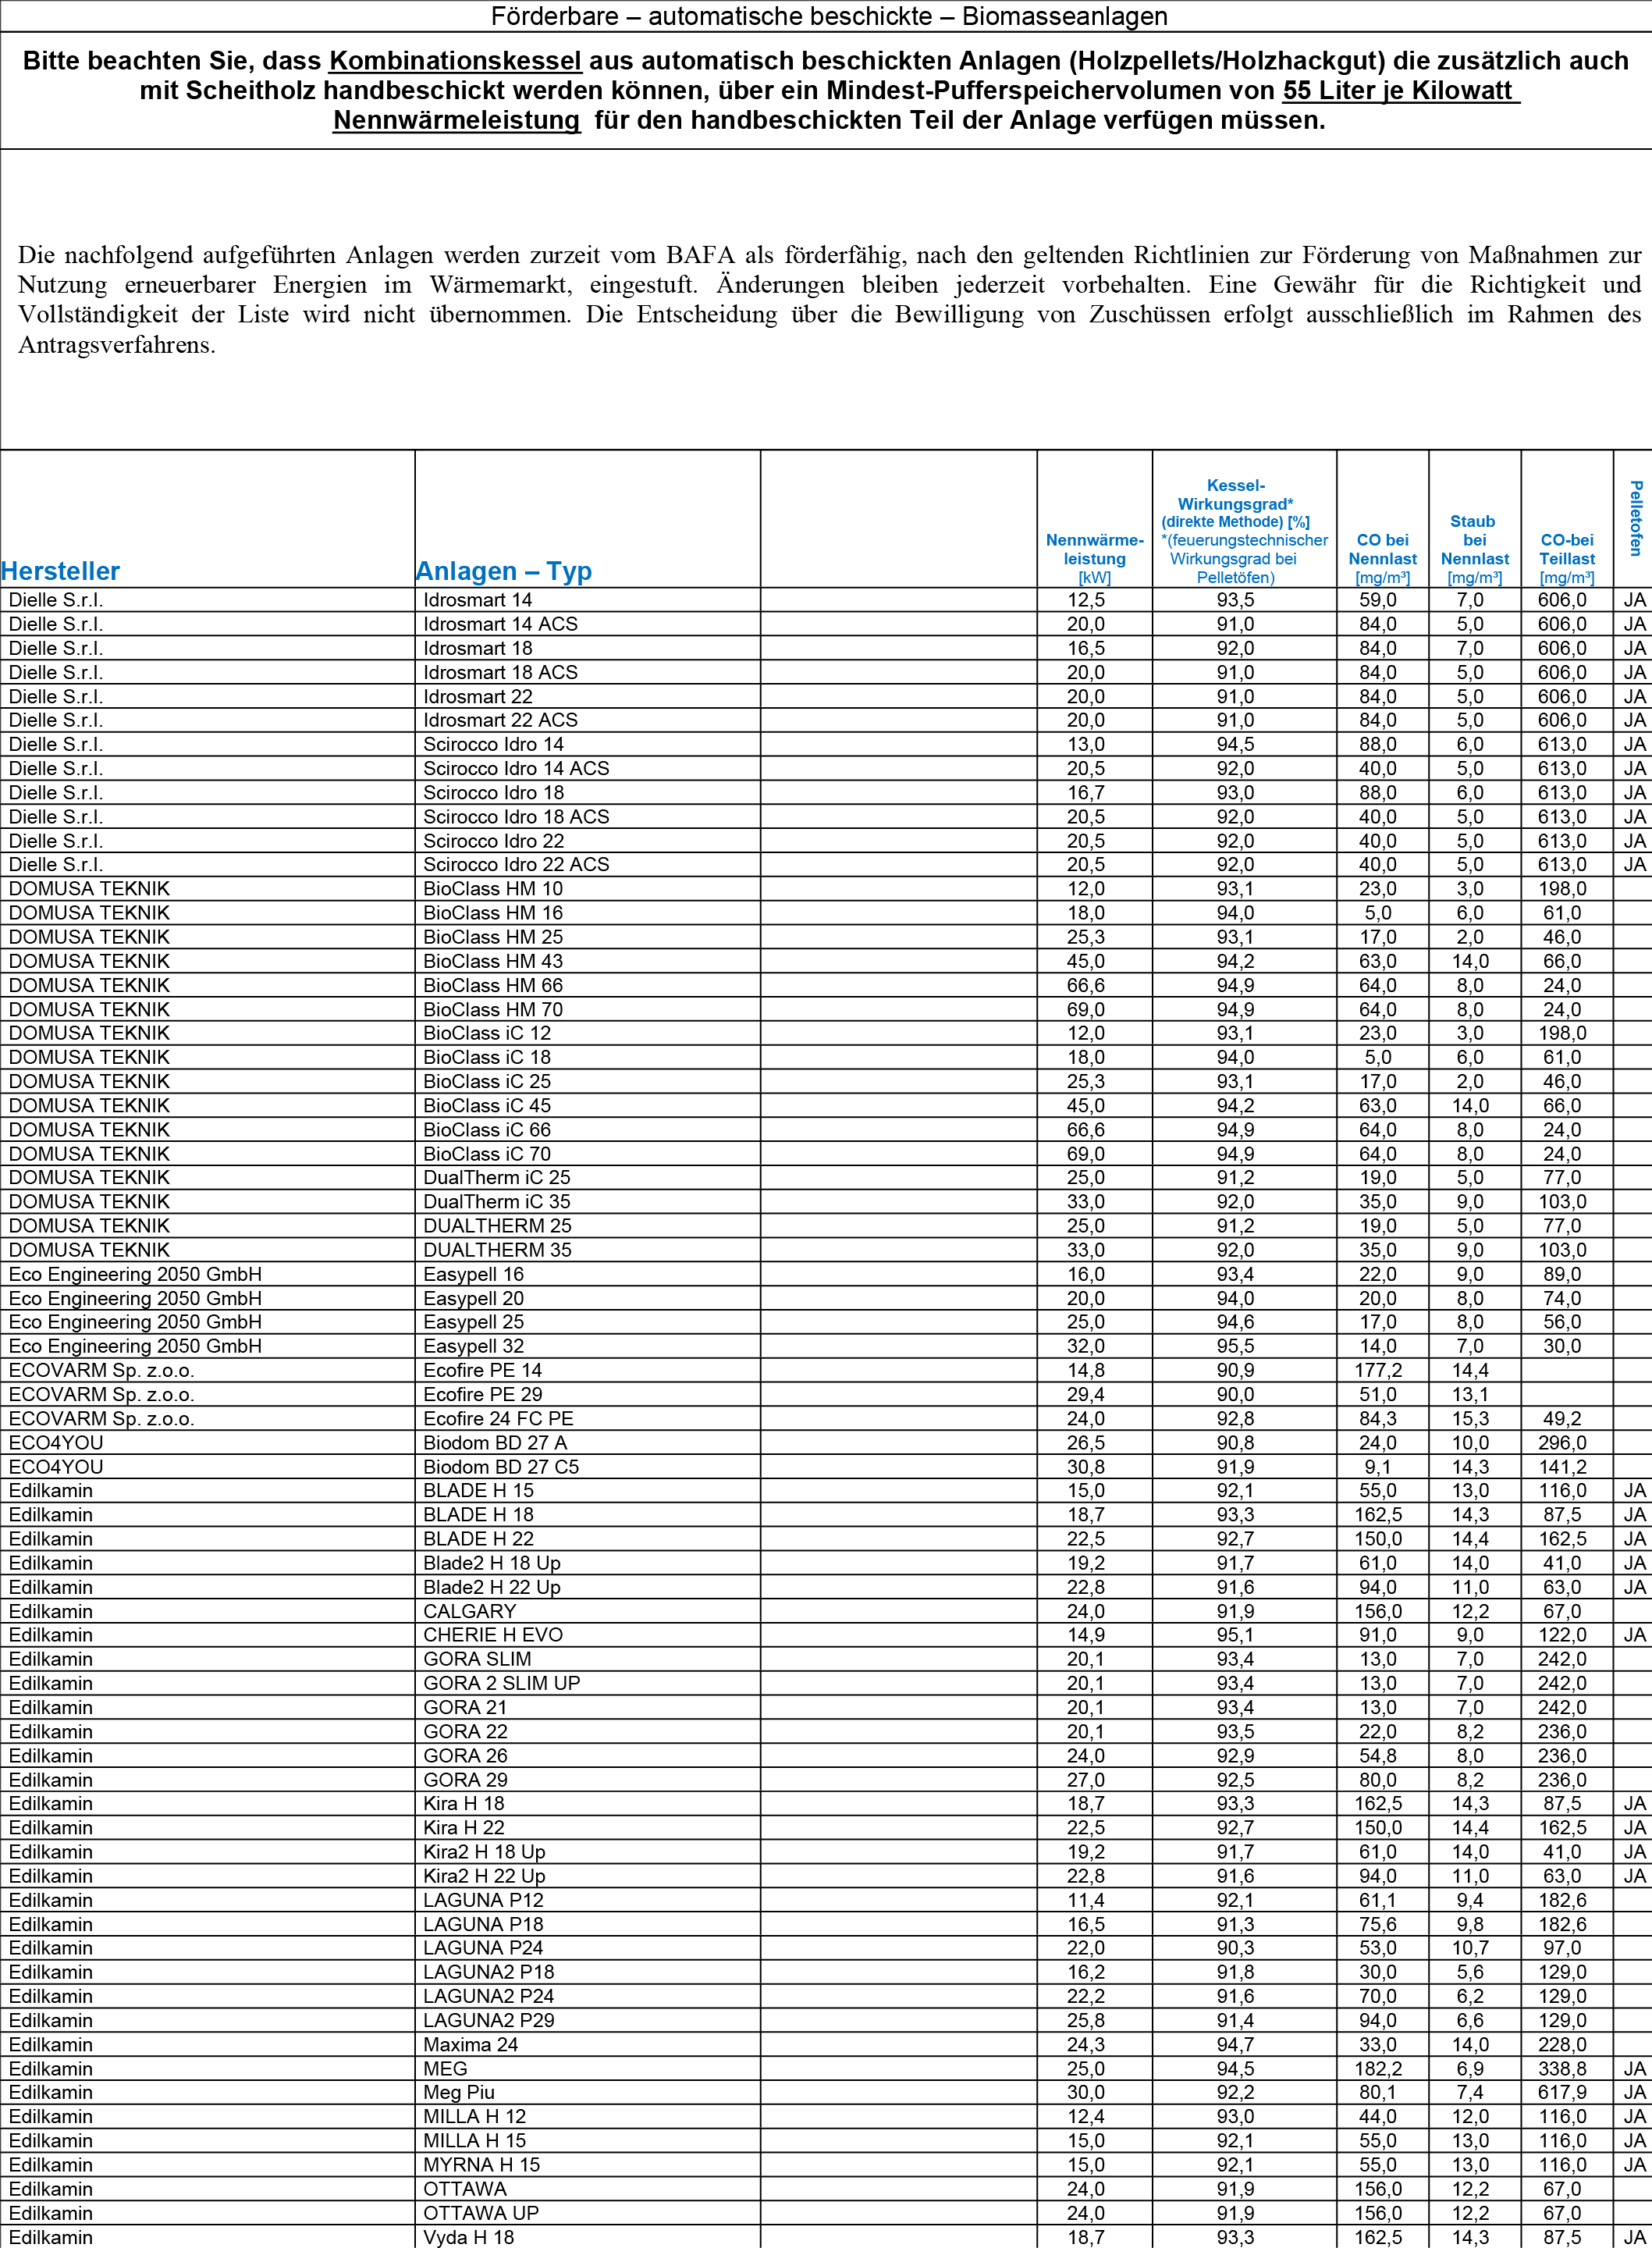 Förderbare – automatische beschickte – Biomasseanlagen
Bitte beachten Sie, dass Kombinationskessel aus automatisch beschickten Anlagen (Holzpellets/Holzhackgut) die zusätzlich auch
mit Scheitholz handbeschickt werden können, über ein Mindest-Pufferspeichervolumen von 55 Liter je Kilowatt
Nennwärmeleistung für den handbeschickten Teil der Anlage verfügen müssen.
Die nachfolgend aufgeführten Anlagen werden zurzeit vom BAFA als förderfähig, nach den geltenden Richtlinien zur Förderung von Maßnahmen zur
Nutzung erneuerbarer Energien im Wärmemarkt, eingestuft. Änderungen bleiben jederzeit vorbehalten. Eine Gewähr für die Richtigkeit und
Vollständigkeit der Liste wird nicht übernommen. Die Entscheidung über die Bewilligung von Zuschüssen erfolgt ausschließlich im Rahmen des
Antragsverfahrens.
Hersteller
Anlagen – Typ
Nennwärme-
leistung
[kW]
Kessel-
Wirkungsgrad*
(direkte Methode) [%]
*(feuerungstechnischer
Wirkungsgrad bei
Pelletöfen)
CO bei
Nennlast
[mg/m³]
Staub
bei
Nennlast
[mg/m³]
CO-bei
Teillast
[mg/m³]
Pelletofen
Dielle S.r.l. Idrosmart 14 12,5 93,5 59,0 7,0 606,0 JA
Dielle S.r.l. Idrosmart 14 ACS 20,0 91,0 84,0 5,0 606,0 JA
Dielle S.r.l. Idrosmart 18 16,5 92,0 84,0 7,0 606,0 JA
Dielle S.r.l. Idrosmart 18 ACS 20,0 91,0 84,0 5,0 606,0 JA
Dielle S.r.l. Idrosmart 22 20,0 91,0 84,0 5,0 606,0 JA
Dielle S.r.l. Idrosmart 22 ACS 20,0 91,0 84,0 5,0 606,0 JA
Dielle S.r.l. Scirocco Idro 14 13,0 94,5 88,0 6,0 613,0 JA
Dielle S.r.l. Scirocco Idro 14 ACS 20,5 92,0 40,0 5,0 613,0 JA
Dielle S.r.l. Scirocco Idro 18 16,7 93,0 88,0 6,0 613,0 JA
Dielle S.r.l. Scirocco Idro 18 ACS 20,5 92,0 40,0 5,0 613,0 JA
Dielle S.r.l. Scirocco Idro 22 20,5 92,0 40,0 5,0 613,0 JA
Dielle S.r.l. Scirocco Idro 22 ACS 20,5 92,0 40,0 5,0 613,0 JA
DOMUSA TEKNIK BioClass HM 10 12,0 93,1 23,0 3,0 198,0
DOMUSA TEKNIK BioClass HM 16 18,0 94,0 5,0 6,0 61,0
DOMUSA TEKNIK BioClass HM 25 25,3 93,1 17,0 2,0 46,0
DOMUSA TEKNIK BioClass HM 43 45,0 94,2 63,0 14,0 66,0
DOMUSA TEKNIK BioClass HM 66 66,6 94,9 64,0 8,0 24,0
DOMUSA TEKNIK BioClass HM 70 69,0 94,9 64,0 8,0 24,0
DOMUSA TEKNIK BioClass iC 12 12,0 93,1 23,0 3,0 198,0
DOMUSA TEKNIK BioClass iC 18 18,0 94,0 5,0 6,0 61,0
DOMUSA TEKNIK BioClass iC 25 25,3 93,1 17,0 2,0 46,0
DOMUSA TEKNIK BioClass iC 45 45,0 94,2 63,0 14,0 66,0
DOMUSA TEKNIK BioClass iC 66 66,6 94,9 64,0 8,0 24,0
DOMUSA TEKNIK BioClass iC 70 69,0 94,9 64,0 8,0 24,0
DOMUSA TEKNIK DualTherm iC 25 25,0 91,2 19,0 5,0 77,0
DOMUSA TEKNIK DualTherm iC 35 33,0 92,0 35,0 9,0 103,0
DOMUSA TEKNIK DUALTHERM 25 25,0 91,2 19,0 5,0 77,0
DOMUSA TEKNIK DUALTHERM 35 33,0 92,0 35,0 9,0 103,0
Eco Engineering 2050 GmbH Easypell 16 16,0 93,4 22,0 9,0 89,0
Eco Engineering 2050 GmbH Easypell 20 20,0 94,0 20,0 8,0 74,0
Eco Engineering 2050 GmbH Easypell 25 25,0 94,6 17,0 8,0 56,0
Eco Engineering 2050 GmbH Easypell 32 32,0 95,5 14,0 7,0 30,0
ECOVARM Sp. z.o.o. Ecofire PE 14 14,8 90,9 177,2 14,4
ECOVARM Sp. z.o.o. Ecofire PE 29 29,4 90,0 51,0 13,1
ECOVARM Sp. z.o.o. Ecofire 24 FC PE 24,0 92,8 84,3 15,3 49,2
ECO4YOU Biodom BD 27 A 26,5 90,8 24,0 10,0 296,0
ECO4YOU Biodom BD 27 C5 30,8 91,9 9,1 14,3 141,2
Edilkamin BLADE H 15 15,0 92,1 55,0 13,0 116,0 JA
Edilkamin BLADE H 18 18,7 93,3 162,5 14,3 87,5 JA
Edilkamin BLADE H 22 22,5 92,7 150,0 14,4 162,5 JA
Edilkamin Blade2 H 18 Up 19,2 91,7 61,0 14,0 41,0 JA
Edilkamin Blade2 H 22 Up 22,8 91,6 94,0 11,0 63,0 JA
Edilkamin CALGARY 24,0 91,9 156,0 12,2 67,0
Edilkamin CHERIE H EVO 14,9 95,1 91,0 9,0 122,0 JA
Edilkamin GORA SLIM 20,1 93,4 13,0 7,0 242,0
Edilkamin GORA 2 SLIM UP 20,1 93,4 13,0 7,0 242,0
Edilkamin GORA 21 20,1 93,4 13,0 7,0 242,0
Edilkamin GORA 22 20,1 93,5 22,0 8,2 236,0
Edilkamin GORA 26 24,0 92,9 54,8 8,0 236,0
Edilkamin GORA 29 27,0 92,5 80,0 8,2 236,0
Edilkamin Kira H 18 18,7 93,3 162,5 14,3 87,5 JA
Edilkamin Kira H 22 22,5 92,7 150,0 14,4 162,5 JA
Edilkamin Kira2 H 18 Up 19,2 91,7 61,0 14,0 41,0 JA
Edilkamin Kira2 H 22 Up 22,8 91,6 94,0 11,0 63,0 JA
Edilkamin LAGUNA P12 11,4 92,1 61,1 9,4 182,6
Edilkamin LAGUNA P18 16,5 91,3 75,6 9,8 182,6
Edilkamin LAGUNA P24 22,0 90,3 53,0 10,7 97,0
Edilkamin LAGUNA2 P18 16,2 91,8 30,0 5,6 129,0
Edilkamin LAGUNA2 P24 22,2 91,6 70,0 6,2 129,0
Edilkamin LAGUNA2 P29 25,8 91,4 94,0 6,6 129,0
Edilkamin Maxima 24 24,3 94,7 33,0 14,0 228,0
Edilkamin MEG 25,0 94,5 182,2 6,9 338,8 JA
Edilkamin Meg Piu 30,0 92,2 80,1 7,4 617,9 JA
Edilkamin MILLA H 12 12,4 93,0 44,0 12,0 116,0 JA
Edilkamin MILLA H 15 15,0 92,1 55,0 13,0 116,0 JA
Edilkamin MYRNA H 15 15,0 92,1 55,0 13,0 116,0 JA
Edilkamin OTTAWA 24,0 91,9 156,0 12,2 67,0
Edilkamin OTTAWA UP 24,0 91,9 156,0 12,2 67,0
Edilkamin Vyda H 18 18,7 93,3 162,5 14,3 87,5 JA